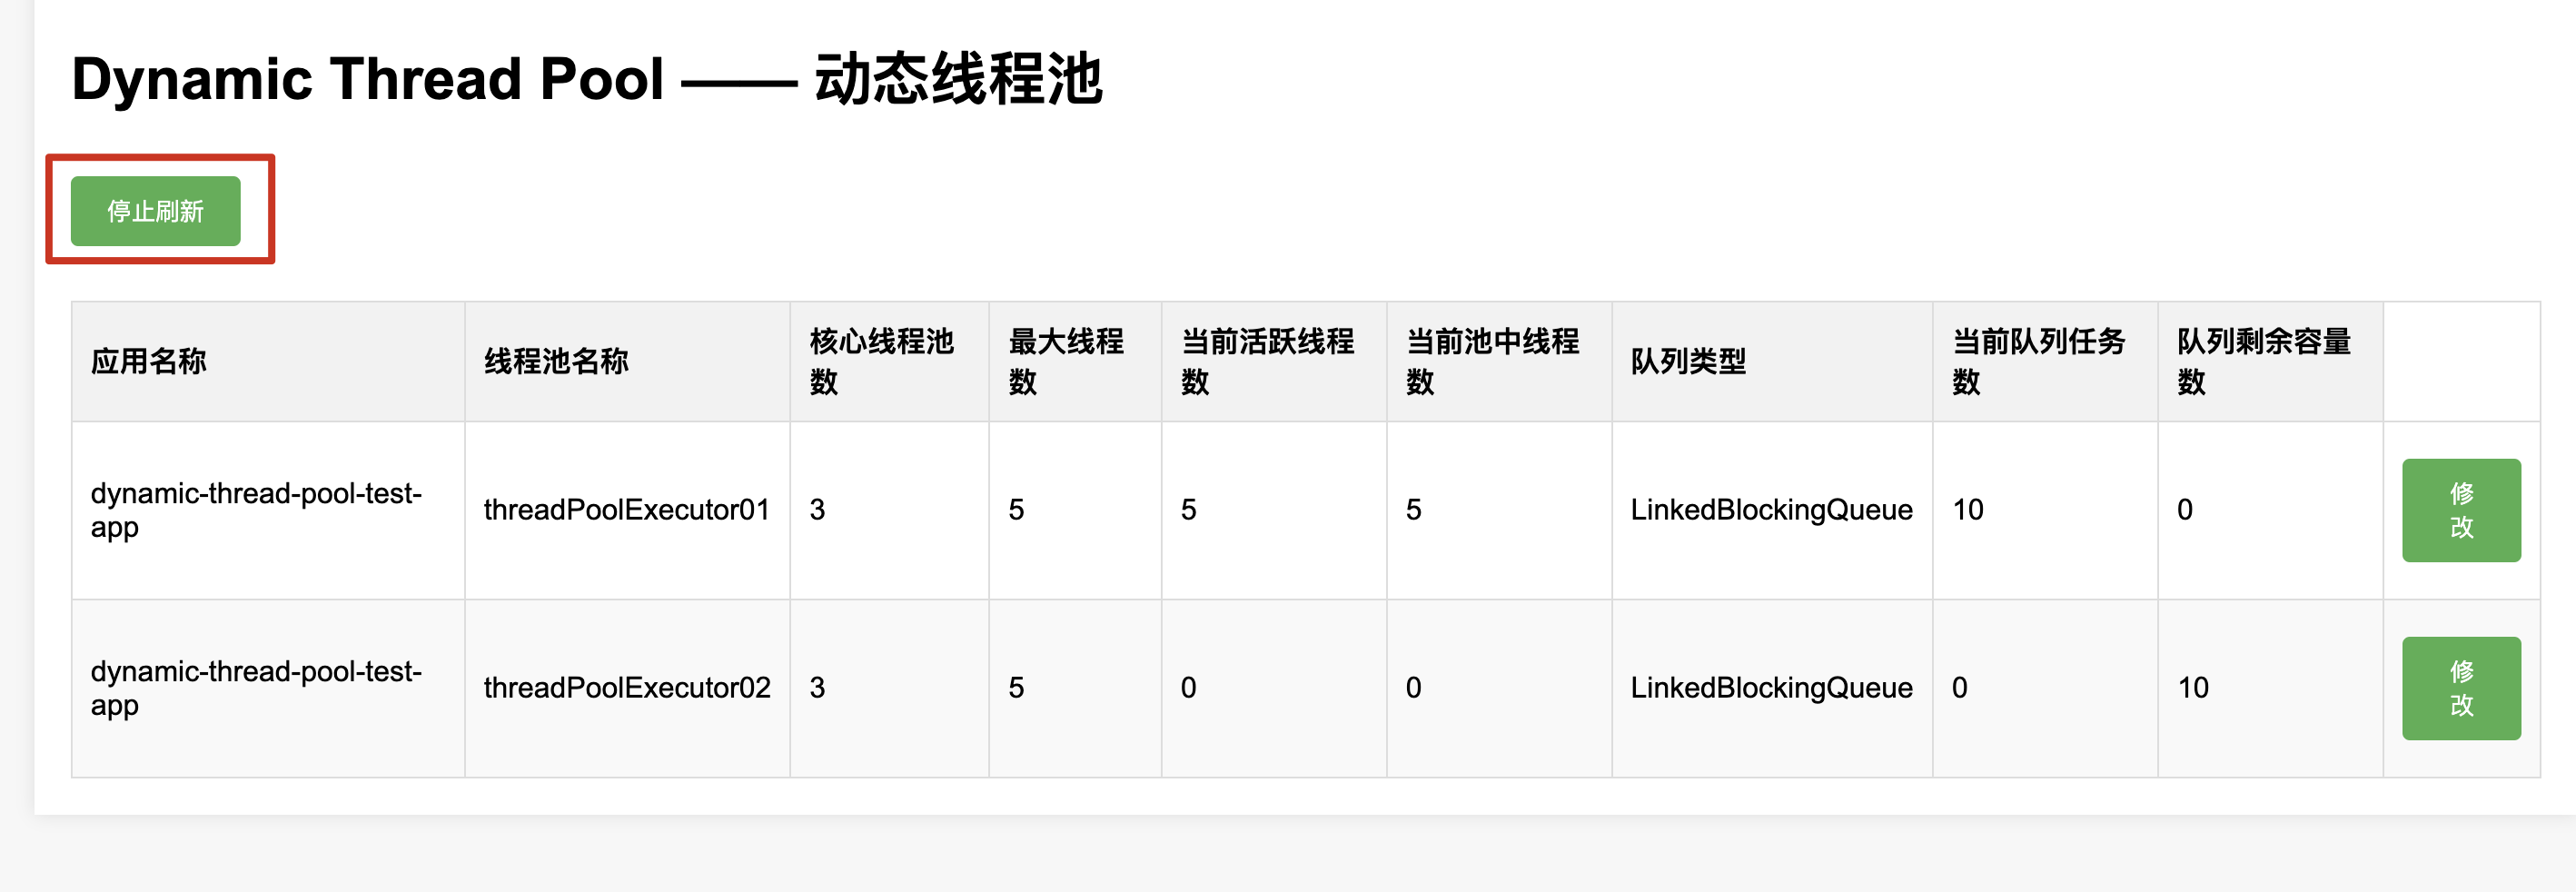 Dynamic Thread Pool —— 动态线程池
停止刷新
应用名称
线程池名称
核心线程池
数
最大线程
数
当前活跃线程
数
当前池中线程
数
队列类型
当前队列任务
数
队列剩余容量
数
dynamic-thread-pool-test-
app
threadPoolExecutor01
3
5
5
5
LinkedBlockingQueue
10
0
修
改
dynamic-thread-pool-test-
app
threadPoolExecutor02
3
5
0
0
LinkedBlockingQueue
0
10
修
改